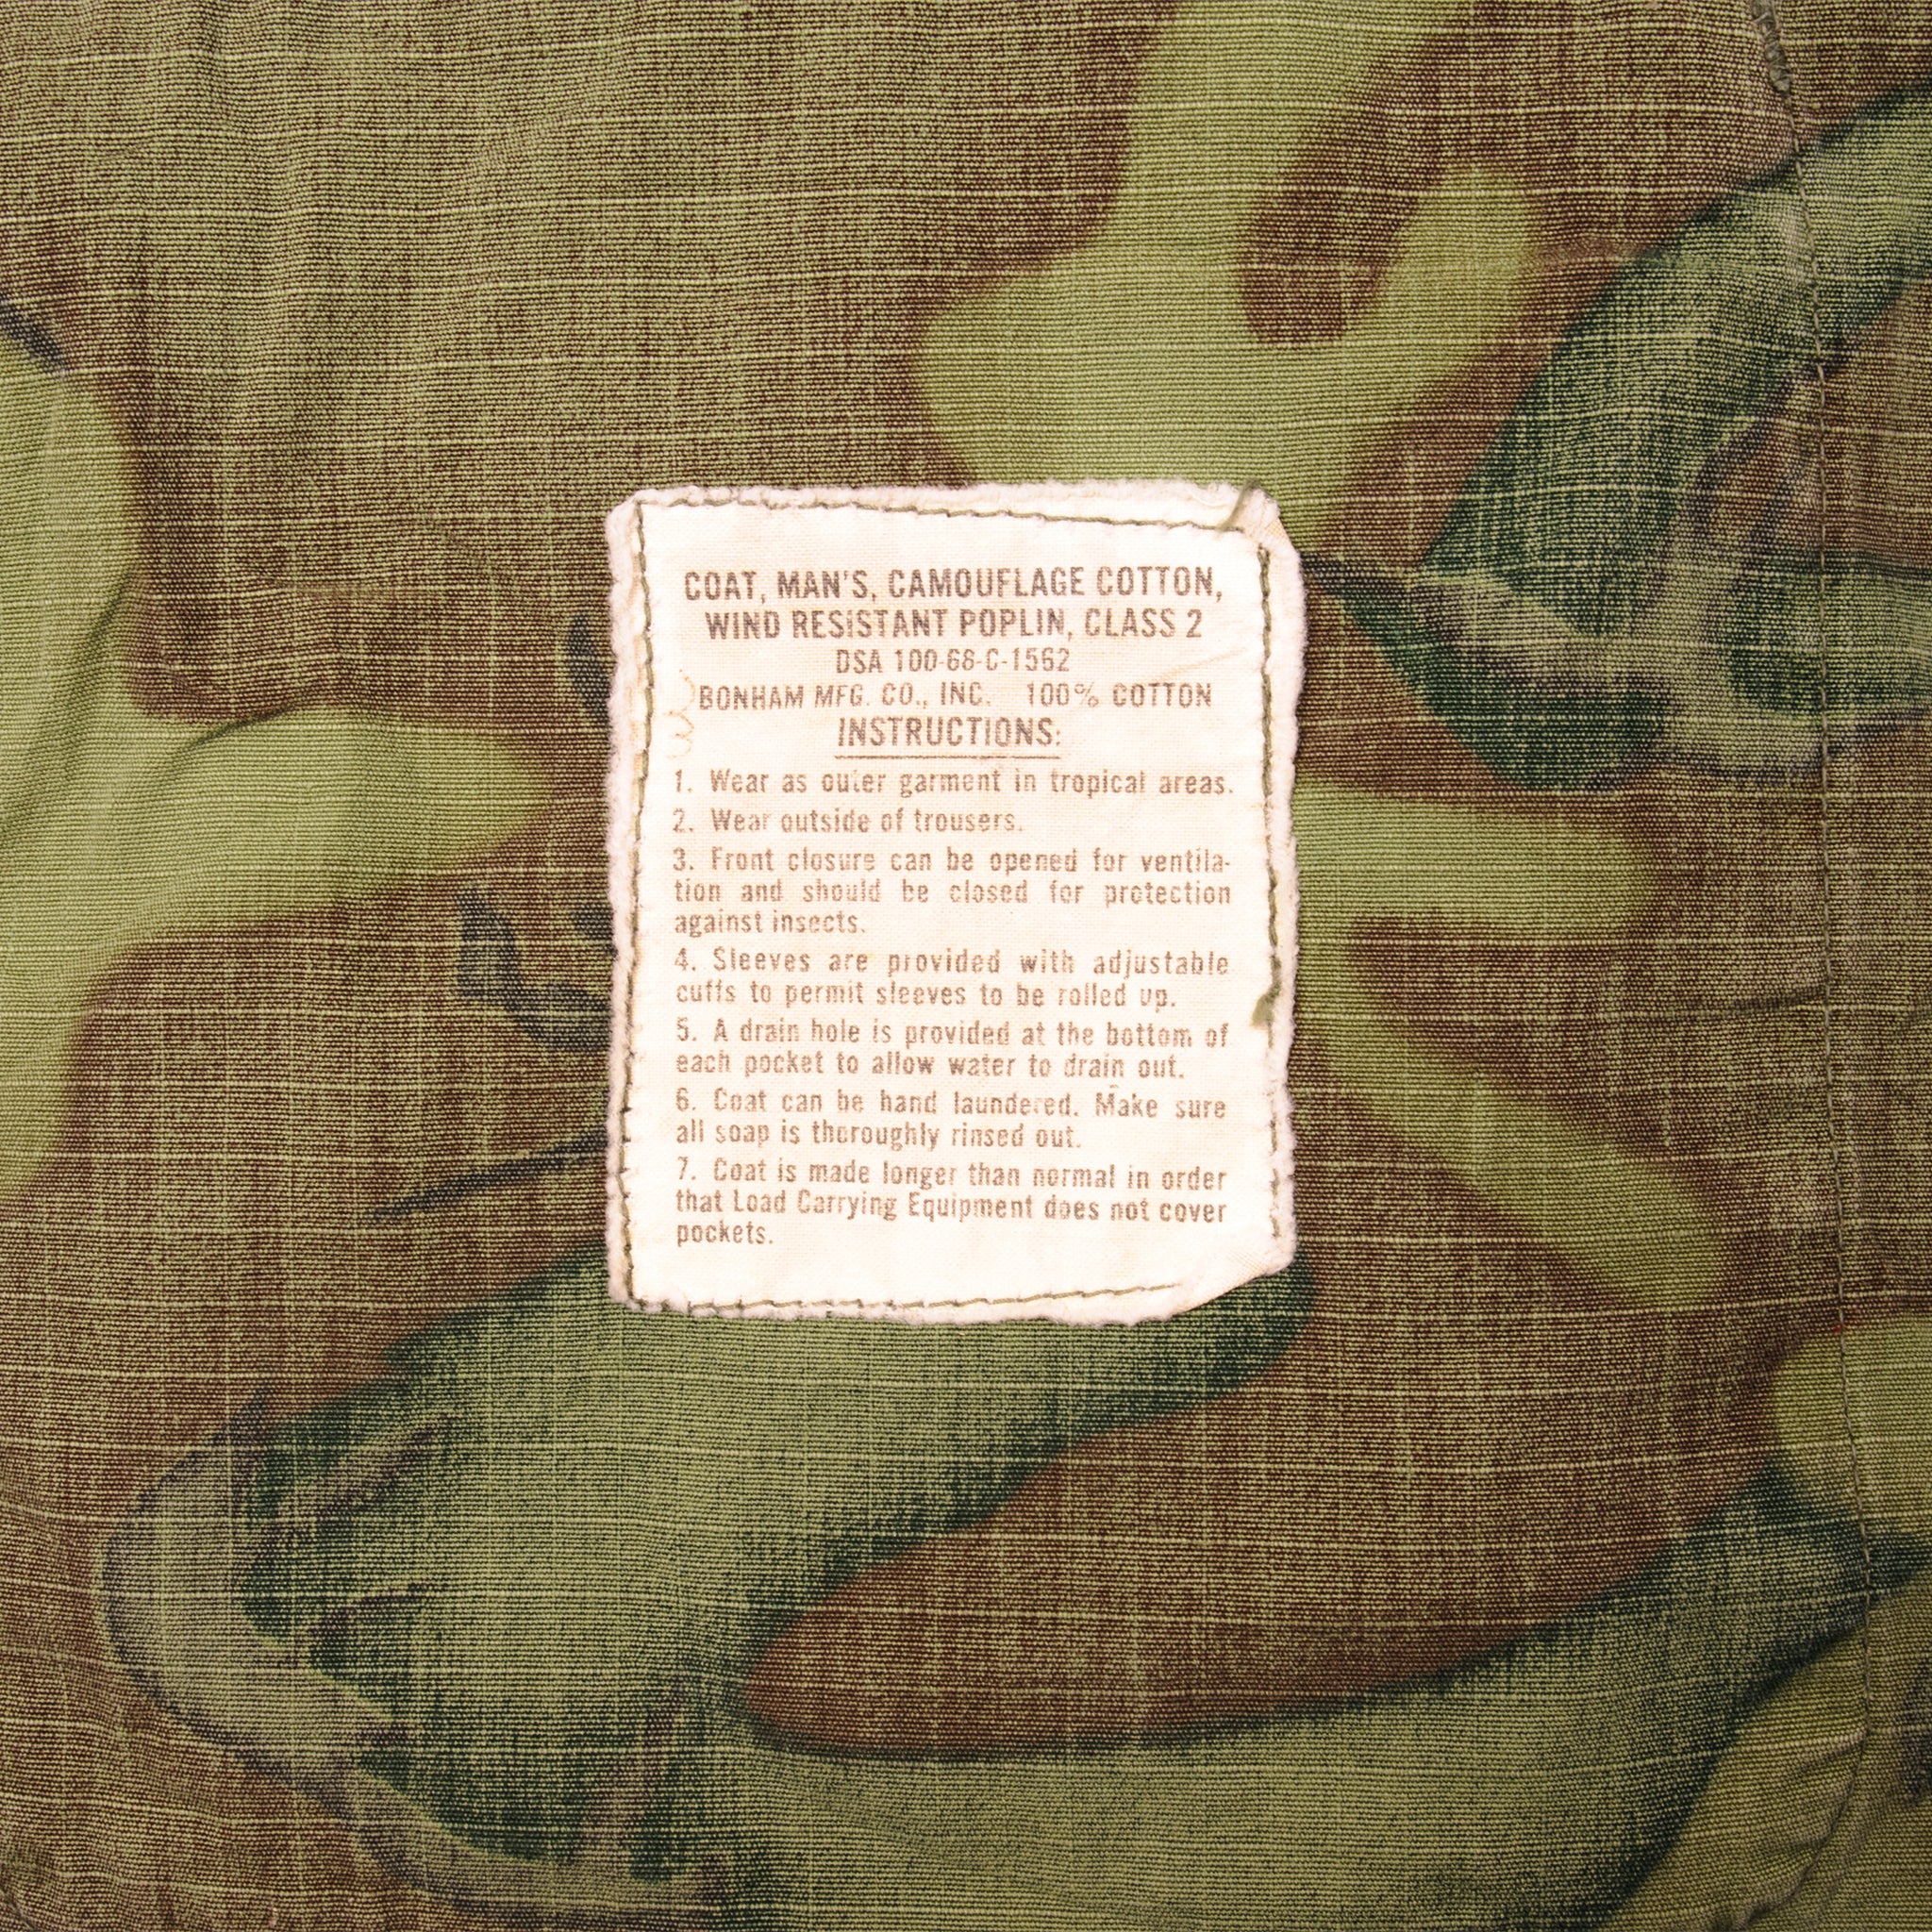 COAT, MAN'S, CAMOUFLAGE COTTON,
WIND RESISTANT POPLIN, CLASS 2
DSA 100-68-C-1562
BONHAM MFG. CO., INC. 100% COTTON
INSTRUCTIONS:
1. Wear as outer garment in tropical areas.
2. Wear outside of trousers.
3. Front closure can be opened for ventila-
tion and should be closed for protection
against insects.
4. Sleeves are provided with adjustable
cuffs to permit sleeves to be rolled up.
5. A drain hole is provided at the bottom of
each pocket to allow water to drain out.
6. Coat can be hand laundered. Make sure
all soap is thoroughly rinsed out.
7. Coat is made longer than normal in order
that Load Carrying Equipment does not cover
pockets.